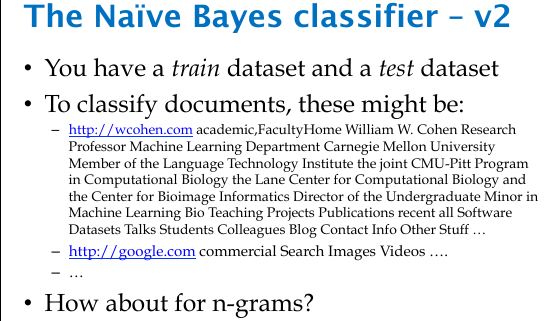 The Naïve Bayes classifier – v2
• You have a train dataset and a test dataset
• To classify documents, these might be:
– http://wcohen.com academic,FacultyHome William W. Cohen Research
Professor Machine Learning Department Carnegie Mellon University
Member of the Language Technology Institute the joint CMU-Pitt Program
in Computational Biology the Lane Center for Computational Biology and
the Center for Bioimage Informatics Director of the Undergraduate Minor in
Machine Learning Bio Teaching Projects Publications recent all Software
Datasets Talks Students Colleagues Blog Contact Info Other Stuff …
– http://google.com commercial Search Images Videos ….
– …
• How about for n-grams?